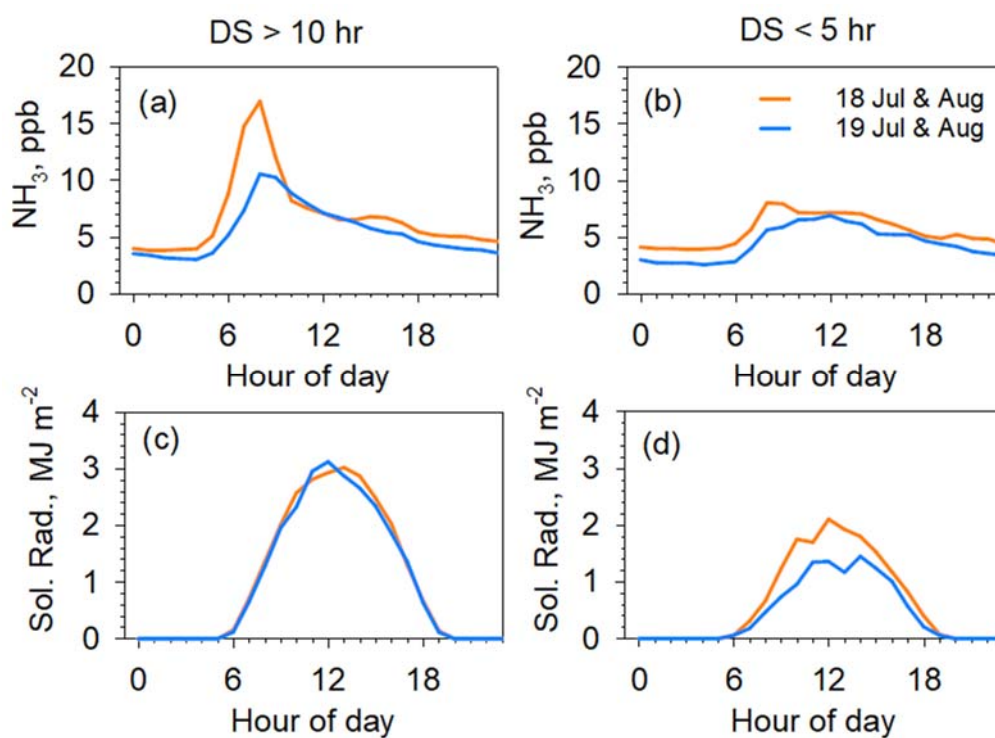 DS > 10 hr
DS < 5 hr
20
15
10
5
0
NH₃, ppb
(a)
0
6
12
18
Hour of day
20
15
10
5
0
NH₃, ppb
(b)
18 Jul & Aug
19 Jul & Aug
0
6
12
18
Hour of day
4
3
2
1
0
Sol. Rad., MJ m⁻²
(c)
0
6
12
18
Hour of day
4
3
2
1
0
Sol. Rad., MJ m⁻²
(d)
0
6
12
18
Hour of day